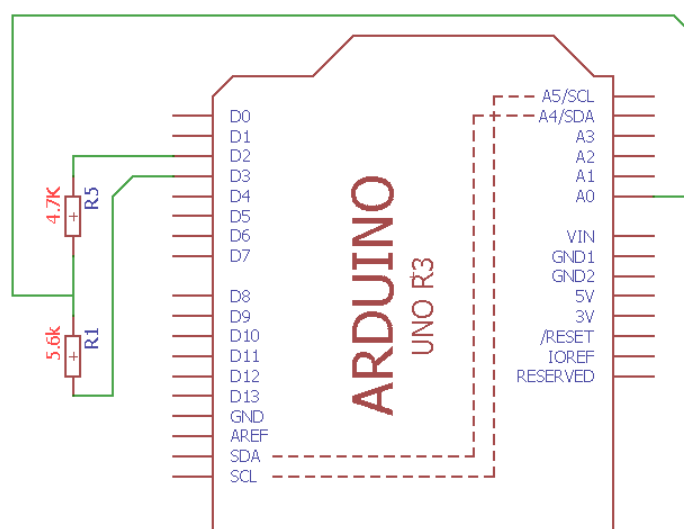 D0
D1
D2
D3
D4
D5
D6
D7
D8
D9
D10
D11
D12
D13
GND
AREF
SDA
SCL
4.7K
R5
5.6k
R1
ARDUINO
UNO R3
A5/SCL
A4/SDA
A3
A2
A1
A0
VIN
GND1
GND2
5V
3V
/RESET
IOREF
RESERVED